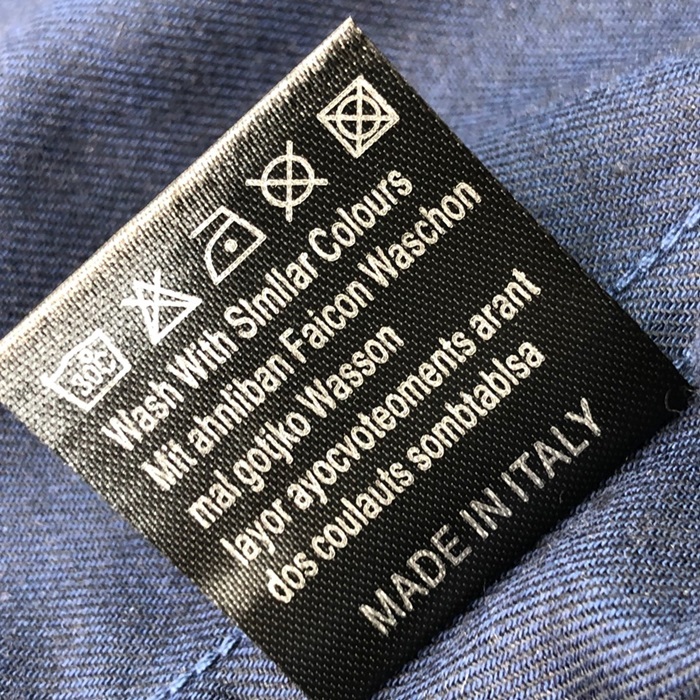 30C
Wash With SImIlar Colours
Mit ahnliban Faicon Waschon
mal gotjko Wasson
layor ayocvoteoments arant
dos coulauts sombtablsa
MADE IN ITALY